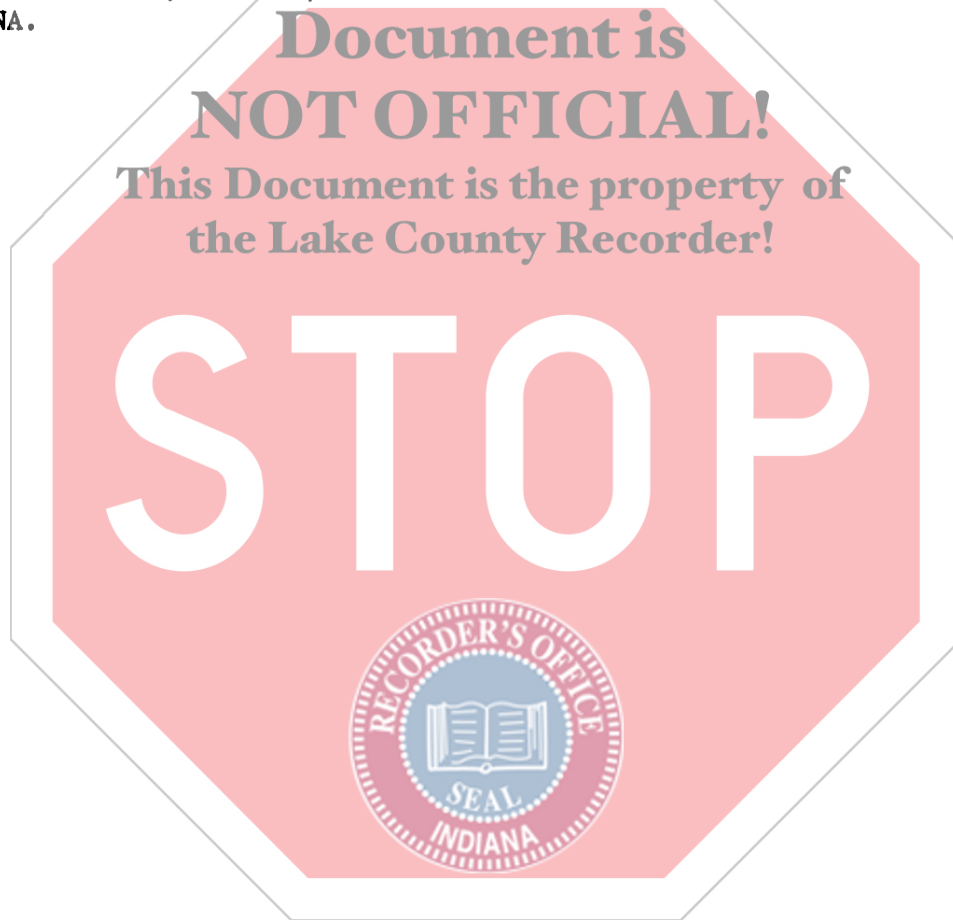 NA.
Document is
NOT OFFICIAL!
This Document is the property of
the Lake County Recorder!
STOP
RECORDER'S OFFICE
SEAL
INDIANA